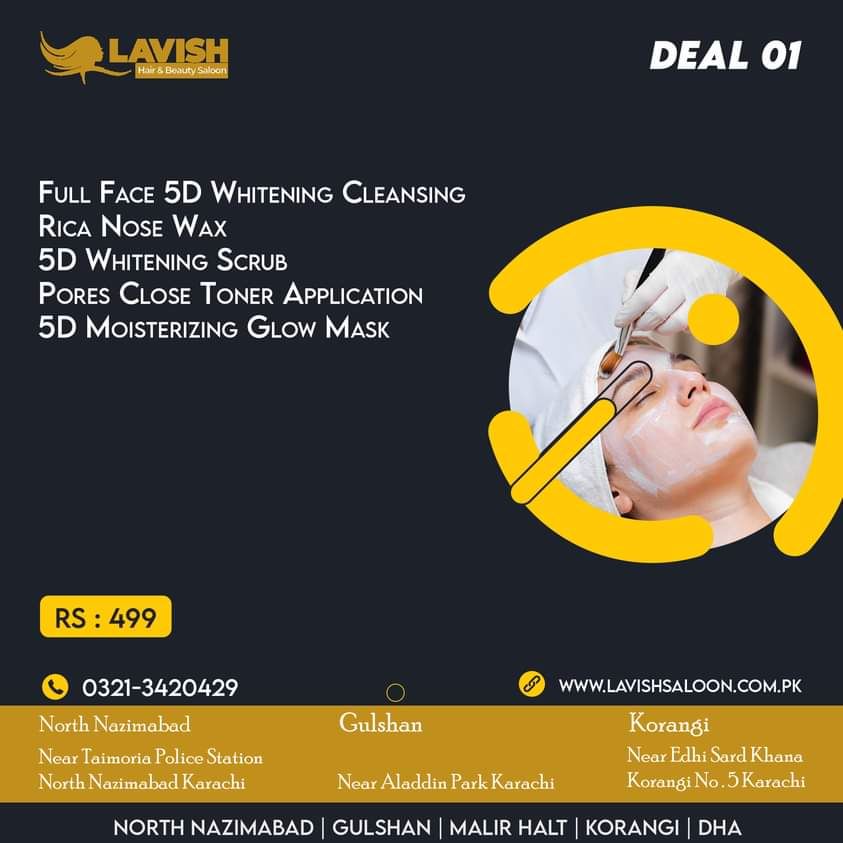 LAVISH
Hair & Beauty Saloon
DEAL 01
Full Face 5D Whitening Cleansing
Rica Nose Wax
5D Whitening Scrub
Pores Close Toner Application
5D Moisterizing Glow Mask
RS : 499
0321-3420429
WWW.LAVISHSALOON.COM.PK
North Nazimabad
Near Taimoria Police Station
North Nazimabad Karachi
Gulshan
Near Aladdin Park Karachi
Korangi
Near Edhi Sard Khana
Korangi No . 5 Karachi
NORTH NAZIMABAD | GULSHAN | MALIR HALT | KORANGI | DHA